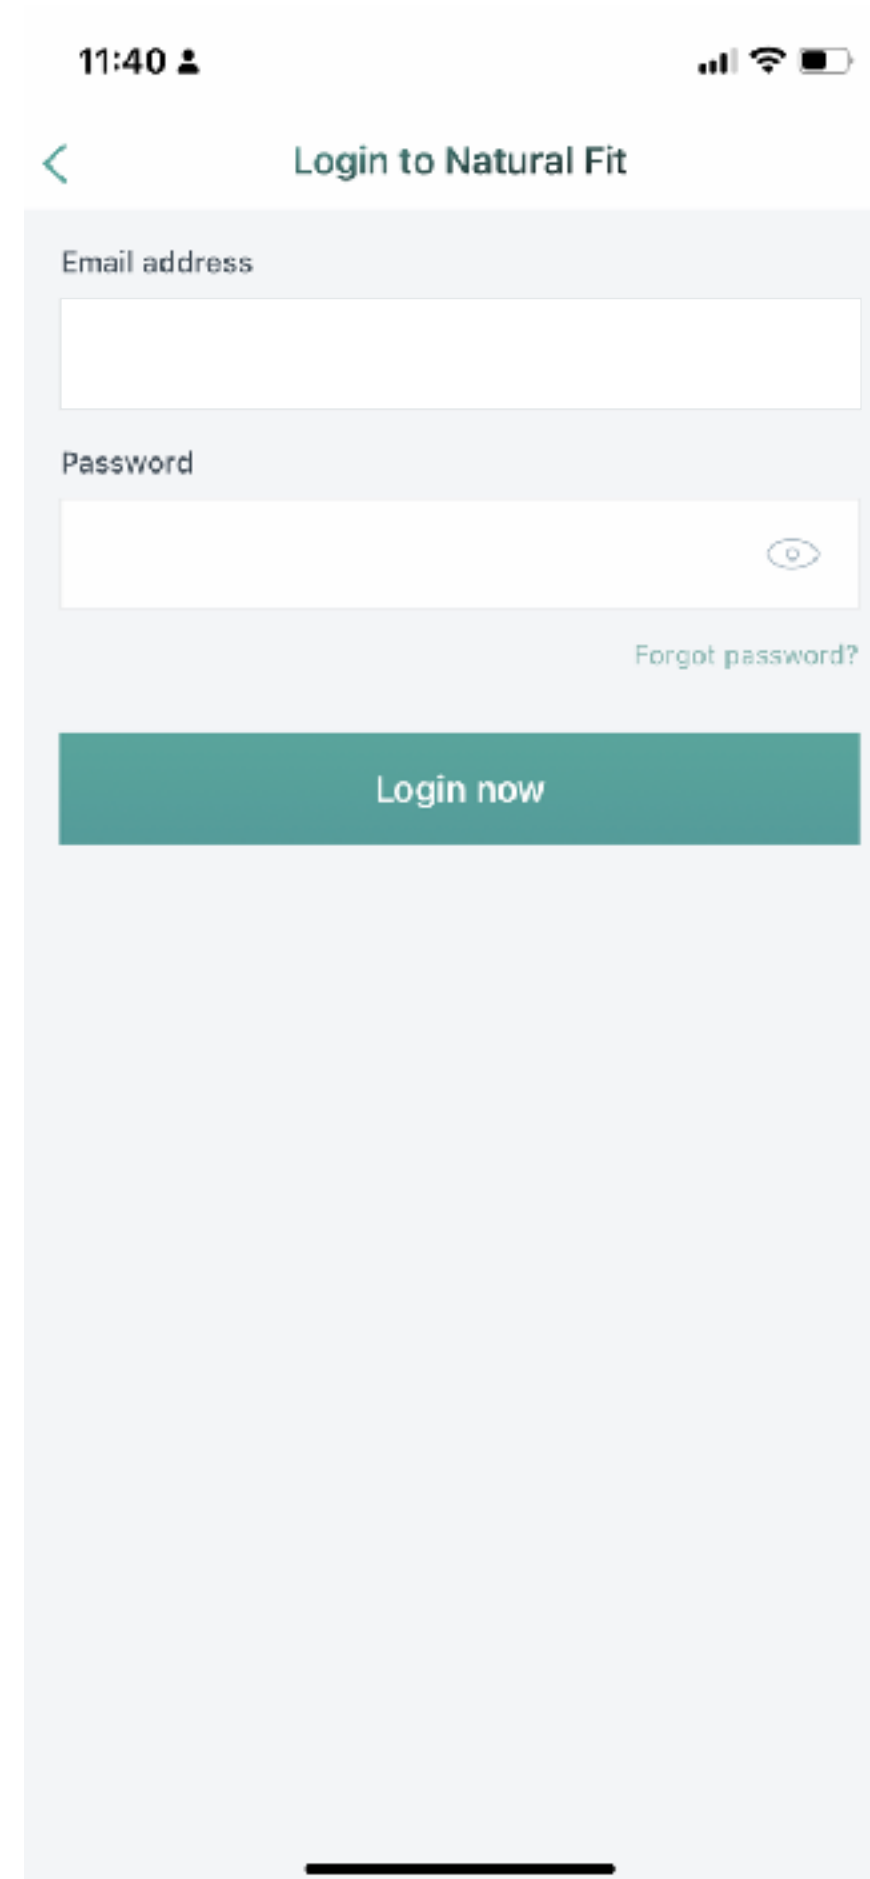 11:40
Login to Natural Fit
Email address
Password
Forgot password?
Login now